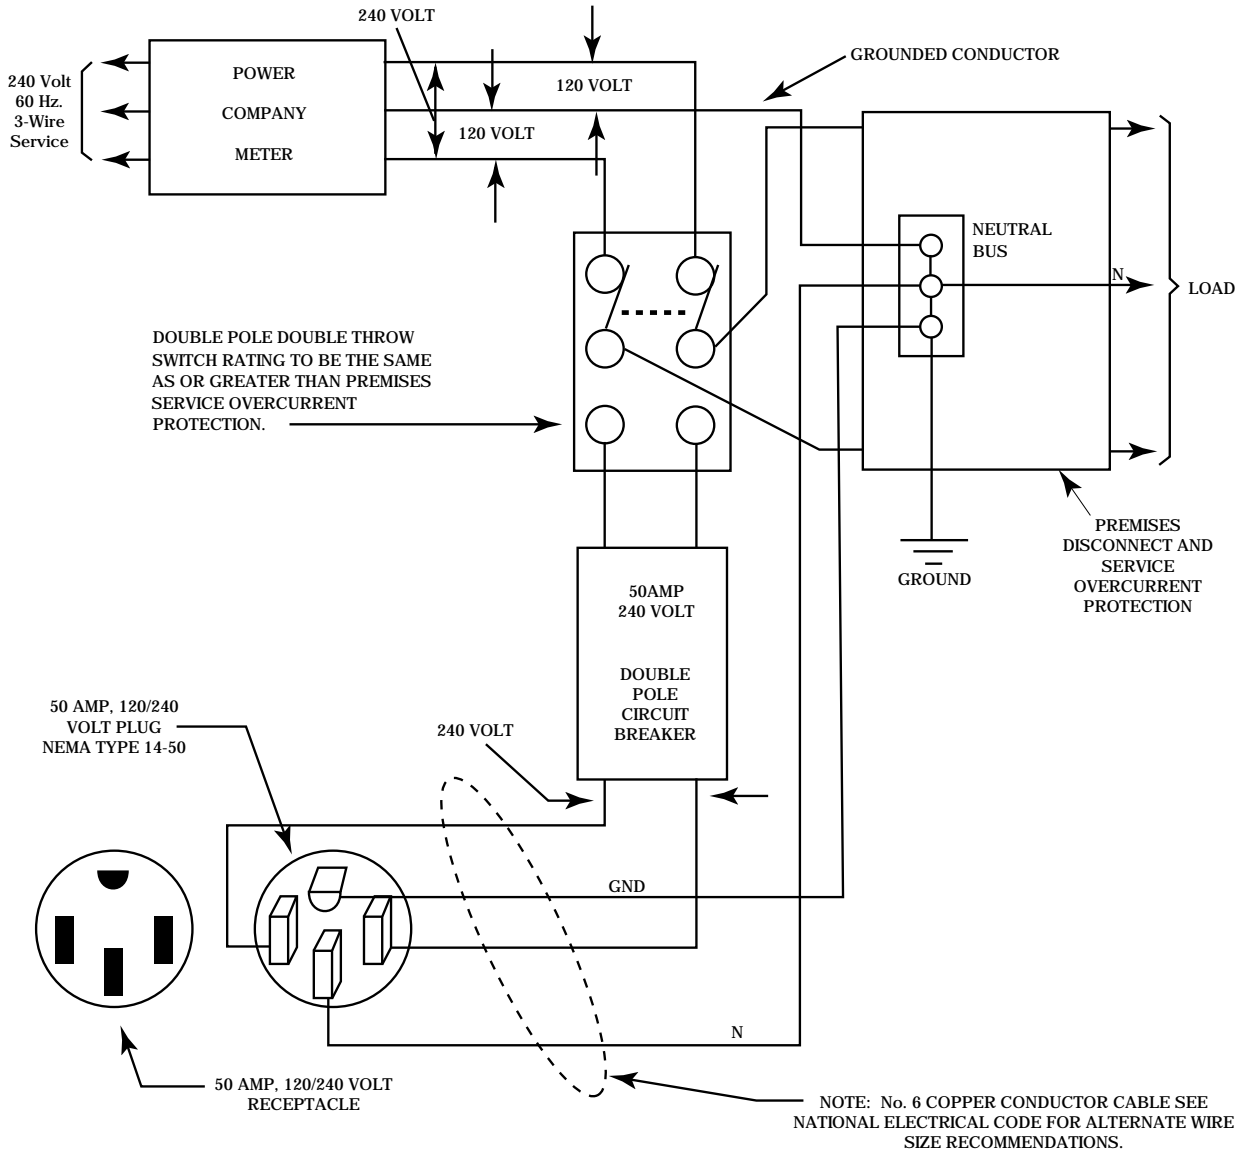 240 VOLT
GROUNDED CONDUCTOR
240 Volt
60 Hz.
3-Wire
Service
POWER
COMPANY
METER
120 VOLT
120 VOLT
NEUTRAL
BUS
N
LOAD
DOUBLE POLE DOUBLE THROW
SWITCH RATING TO BE THE SAME
AS OR GREATER THAN PREMISES
SERVICE OVERCURRENT
PROTECTION.
GROUND
PREMISES
DISCONNECT AND
SERVICE
OVERCURRENT
PROTECTION
50AMP
240 VOLT
DOUBLE
POLE
CIRCUIT
BREAKER
50 AMP, 120/240
VOLT PLUG
NEMA TYPE 14-50
240 VOLT
GND
N
50 AMP, 120/240 VOLT
RECEPTACLE
NOTE: No. 6 COPPER CONDUCTOR CABLE SEE
NATIONAL ELECTRICAL CODE FOR ALTERNATE WIRE
SIZE RECOMMENDATIONS.